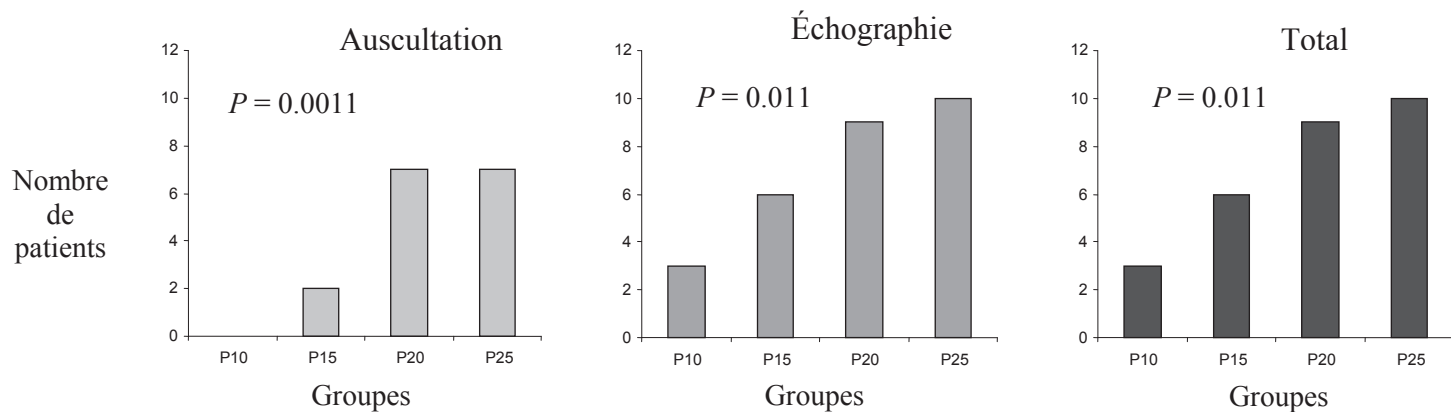 Auscultation
Échographie
Total
12
10
8
6
4
2
0
P = 0.0011
P10 P15 P20 P25
Groupes
12
10
8
6
4
2
0
P = 0.011
P10 P15 P20 P25
Groupes
12
10
8
6
4
2
0
P = 0.011
P10 P15 P20 P25
Groupes
Nombre
de
patients